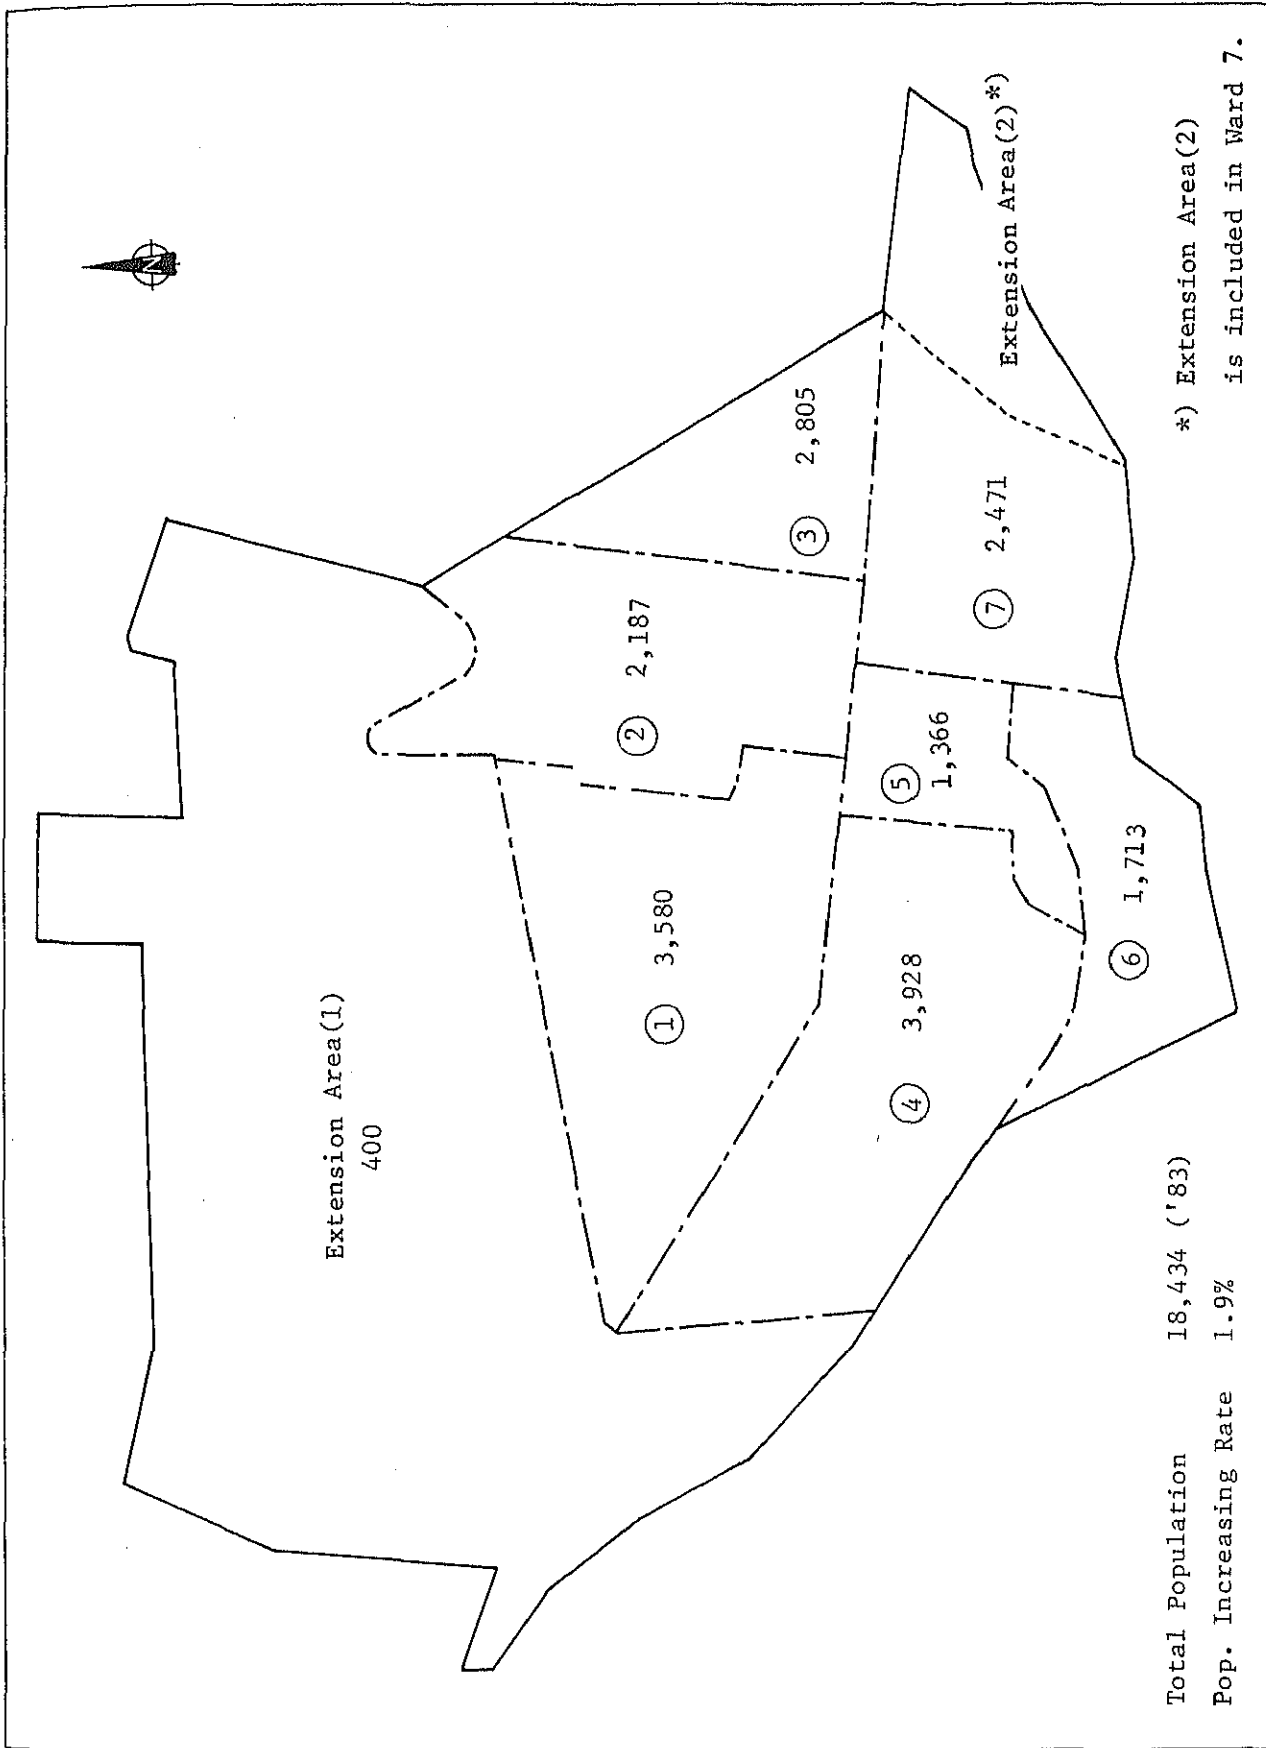 N
Extension Area(1)
400
① 3,580
② 2,187
③ 2,805
④ 3,928
⑤
1,366
⑥ 1,713
⑦ 2,471
Extension Area(2)*)
Total Population 18,434 ('83)
Pop. Increasing Rate 1.9%
*) Extension Area(2)
is included in Ward 7.